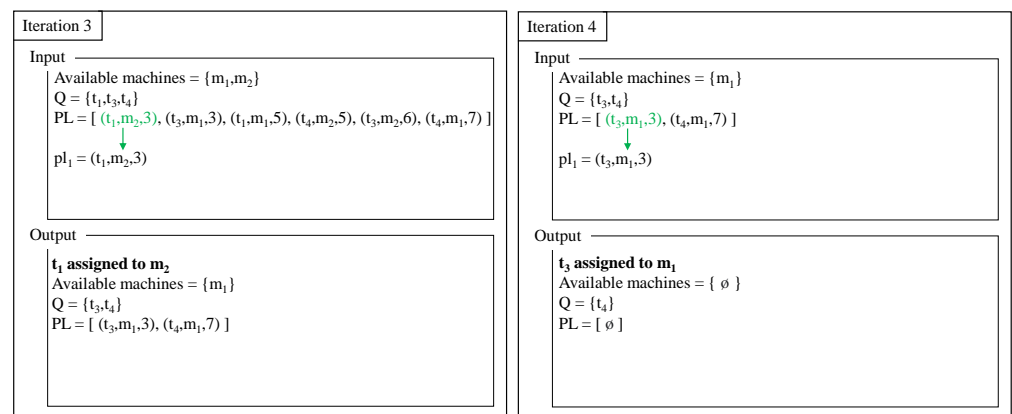 Iteration 3
Input
Available machines = {m₁,m₂}
Q = {t₁,t₃,t₄}
PL = [ (t₁,m₂,3), (t₃,m₁,3), (t₁,m₁,5), (t₄,m₂,5), (t₃,m₂,6), (t₄,m₁,7) ]
pl₁ = (t₁,m₂,3)
Output
t₁ assigned to m₂
Available machines = {m₁}
Q = {t₃,t₄}
PL = [ (t₃,m₁,3), (t₄,m₁,7) ]
Iteration 4
Input
Available machines = {m₁}
Q = {t₃,t₄}
PL = [ (t₃,m₁,3), (t₄,m₁,7) ]
pl₁ = (t₃,m₁,3)
Output
t₃ assigned to m₁
Available machines = { ø }
Q = {t₄}
PL = [ ø ]